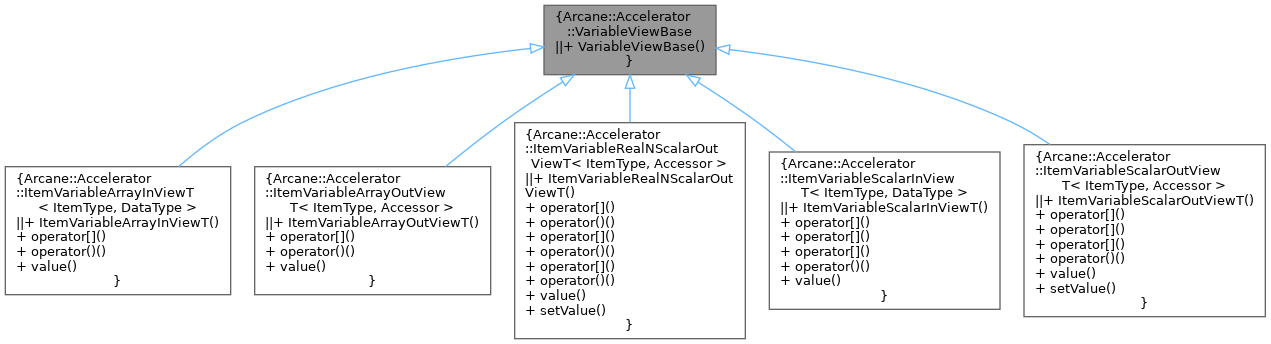 {Arcane::Accelerator
::VariableViewBase
||+ VariableViewBase()
}
{Arcane::Accelerator
::ItemVariableArrayInViewT
< ItemType, DataType >
||+ ItemVariableArrayInViewT()
+ operator[]()
+ operator()()
+ value()
}
{Arcane::Accelerator
::ItemVariableArrayOutView
T< ItemType, Accessor >
||+ ItemVariableArrayOutViewT()
+ operator[]()
+ operator()()
+ value()
}
{Arcane::Accelerator
::ItemVariableRealNScalarOut
ViewT< ItemType, Accessor >
||+ ItemVariableRealNScalarOut
ViewT()
+ operator[]()
+ operator()()
+ operator[]()
+ operator()()
+ operator[]()
+ operator()()
+ value()
+ setValue()
}
{Arcane::Accelerator
::ItemVariableScalarInView
T< ItemType, DataType >
||+ ItemVariableScalarInViewT()
+ operator[]()
+ operator[]()
+ operator[]()
+ operator()()
+ value()
}
{Arcane::Accelerator
::ItemVariableScalarOutView
T< ItemType, Accessor >
||+ ItemVariableScalarOutViewT()
+ operator[]()
+ operator[]()
+ operator[]()
+ operator()()
+ value()
+ setValue()
}